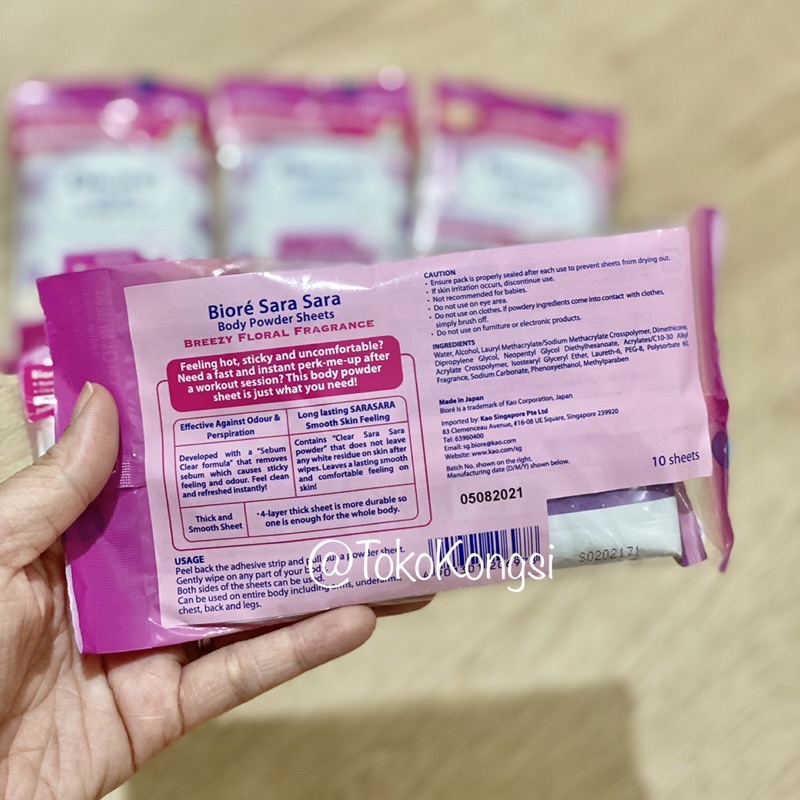 Bioré Sara Sara
Body Powder Sheets
BREEZY FLORAL FRAGRANCE
Feeling hot, sticky and uncomfortable?
Need a fast and instant perk-me-up after
a workout session? This body powder
sheet is just what you need!
Effective Against Odour &
Perspiration
Developed with a "Sebum
Clear formula" that removes
sebum which causes sticky
feeling and odour. Feel clean
and refreshed instantly!
Long lasting SARASARA
Smooth Skin Feeling
Contains "Clear Sara Sara
powder" that does not leave
any white residue on skin after
wipes. Leaves a lasting smooth
and comfortable feeling on
skin!
Thick and
Smooth Sheet
·4-layer thick sheet is more durable so
one is enough for the whole body.
USAGE
Peel back the adhesive strip and pull out a powder sheet.
Gently wipe on any part of your
Both sides of the sheets can be
Can be used on entire body including arms,
chest, back and legs.
CAUTION
• Ensure pack is properly sealed after each use to prevent sheets from drying out.
• If skin irritation occurs, discontinue use.
• Not recommended for babies.
• Do not use on eye area.
• Do not use on clothes. If powdery ingredients come into contact with clothes,
simply brush off.
• Do not use on furniture or electronic products.
INGREDIENTS
Water, Alcohol, Lauryl Methacrylate/Sodium Methacrylate Crosspolymer, Dimethicone,
Dipropylene Glycol, Neopentyl Glycol Diethylhexanoate, Acrylates/C10-30 Alkyl
Acrylate Crosspolymer, Isostearyl Glyceryl Ether, Laureth-6, PEG-8, Polysorbate 60,
Fragrance, Sodium Carbonate, Phenoxyethanol, Methylparaben
Made in Japan
Bioré is a trademark of Kao Corporation, Japan
Imported by: Kao Singapore Pte Ltd
83 Clemenceau Avenue, #16-08 UE Square, Singapore 239920
Tel: 63960400
Email: sg.biore@kao.com
Website: www.kao.com/sg
Batch No. shown on the right.
Manufacturing date (D/M/Y) shown below.
10 sheets
05082021
S0202171
@TokoKongsi